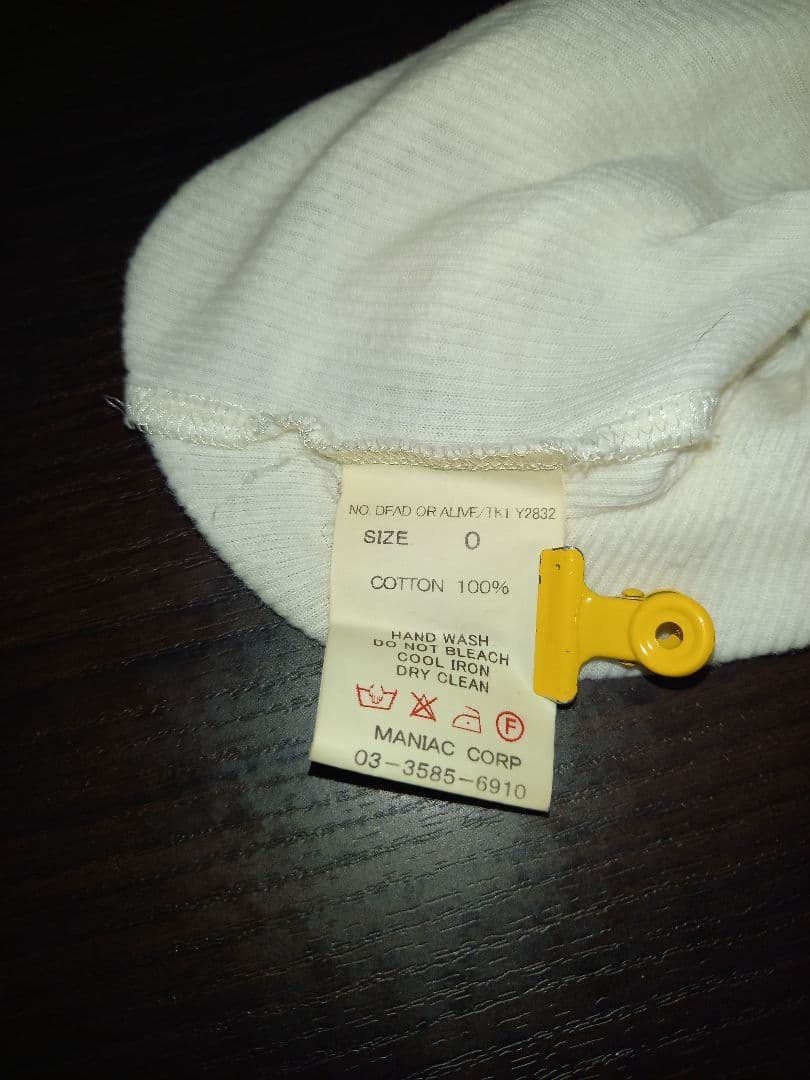 NO. DEAD OR ALIVE/TK1 Y2832
SIZE 0
COTTON 100%
HAND WASH
DO NOT BLEACH
COOL IRON
DRY CLEAN
F
MANIAC CORP
03-3585-6910